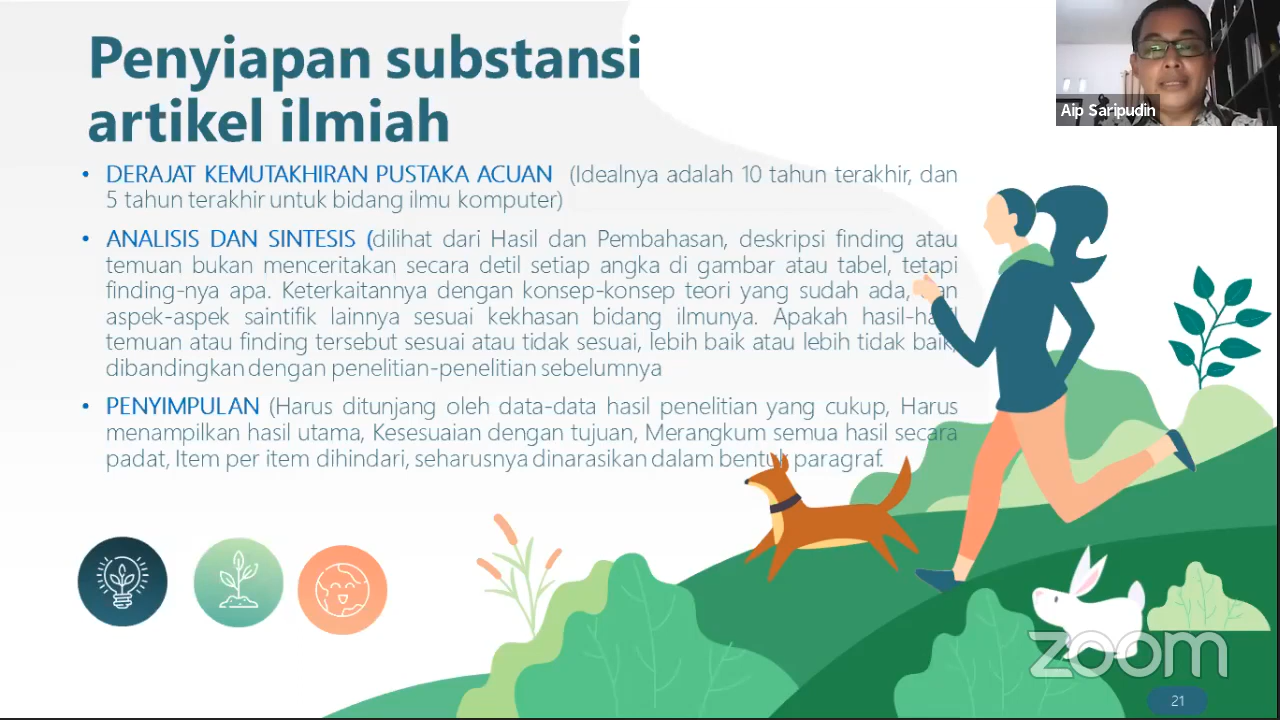 Penyiapan substansi
artikel ilmiah
Aip Saripudin
• DERAJAT KEMUTAKHIRAN PUSTAKA ACUAN (Idealnya adalah 10 tahun terakhir, dan
5 tahun terakhir untuk bidang ilmu komputer)
• ANALISIS DAN SINTESIS (dilihat dari Hasil dan Pembahasan, deskripsi finding atau
temuan bukan menceritakan secara detil setiap angka di gambar atau tabel, tetapi
finding-nya apa. Keterkaitannya dengan konsep-konsep teori yang sudah ada, dan
aspek-aspek saintifik lainnya sesuai kekhasan bidang ilmunya. Apakah hasil-hasil
temuan atau finding tersebut sesuai atau tidak sesuai, lebih baik atau lebih tidak baik,
dibandingkan dengan penelitian-penelitian sebelumnya
• PENYIMPULAN (Harus ditunjang oleh data-data hasil penelitian yang cukup, Harus
menampilkan hasil utama, Kesesuaian dengan tujuan, Merangkum semua hasil secara
padat, Item per item dihindari, seharusnya dinarasikan dalam bentuk paragraf.
zoom
21